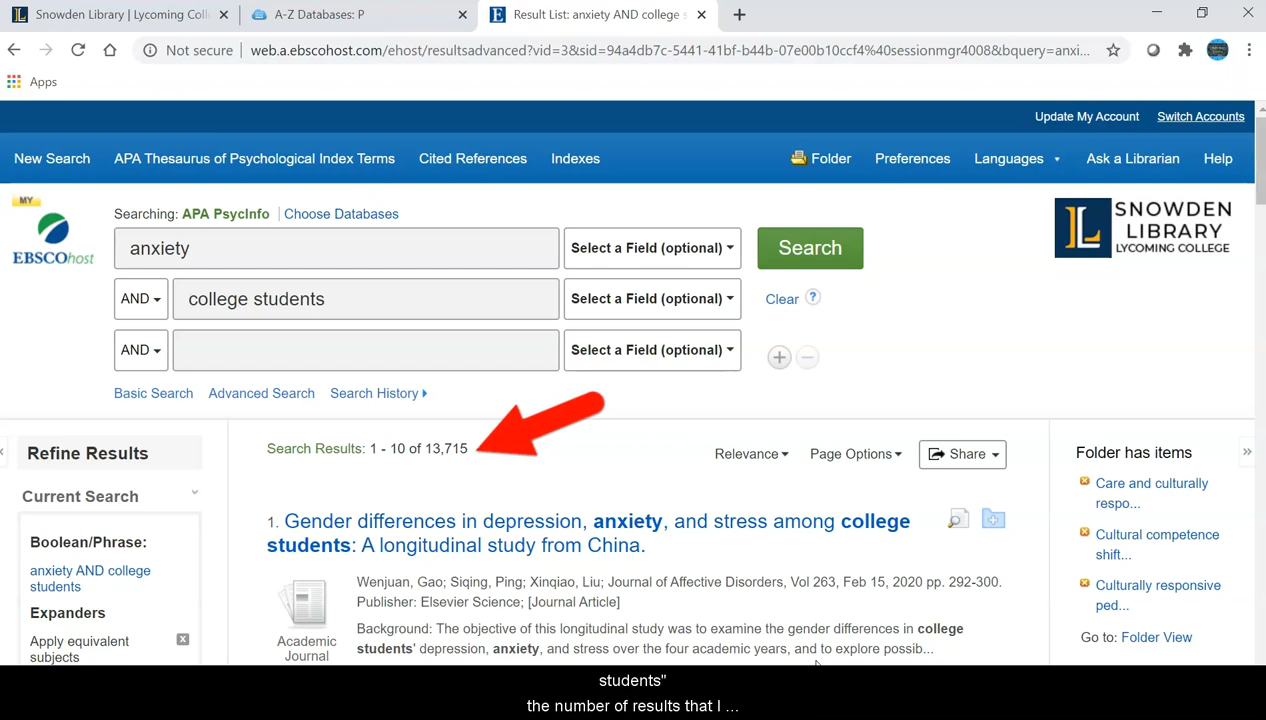 Snowden Library | Lycoming Coll
A-Z Databases: P
Result List: anxiety AND college s
Not secure
web.a.ebscohost.com/ehost/resultsadvanced?vid=3&sid=94a4db7c-5441-41bf-b44b-07e00b10ccf4%40sessionmgr4008&bquery=anxi...
Apps
Update My Account
Switch Accounts
New Search
APA Thesaurus of Psychological Index Terms
Cited References
Indexes
Folder
Preferences
Languages
Ask a Librarian
Help
MY
EBSCOhost
Searching: APA PsycInfo
Choose Databases
anxiety
Select a Field (optional)
Search
AND
college students
Select a Field (optional)
Clear
?
AND
Select a Field (optional)
Basic Search
Advanced Search
Search History
SNOWDEN
LIBRARY
LYCOMING COLLEGE
Refine Results
Current Search
Boolean/Phrase:
anxiety AND college
students
Expanders
Apply equivalent
subjects
Search Results: 1 - 10 of 13,715
Relevance
Page Options
Share
1. Gender differences in depression, anxiety, and stress among college
students: A longitudinal study from China.
Academic
Journal
Wenjuan, Gao; Siqing, Ping; Xinqiao, Liu; Journal of Affective Disorders, Vol 263, Feb 15, 2020 pp. 292-300.
Publisher: Elsevier Science; [Journal Article]
Background: The objective of this longitudinal study was to examine the gender differences in college
students' depression, anxiety, and stress over the four academic years, and to explore possib...
Folder has items
Care and culturally
respo...
Cultural competence
shift...
Culturally responsive
ped...
Go to: Folder View
students"
the number of results that I ...